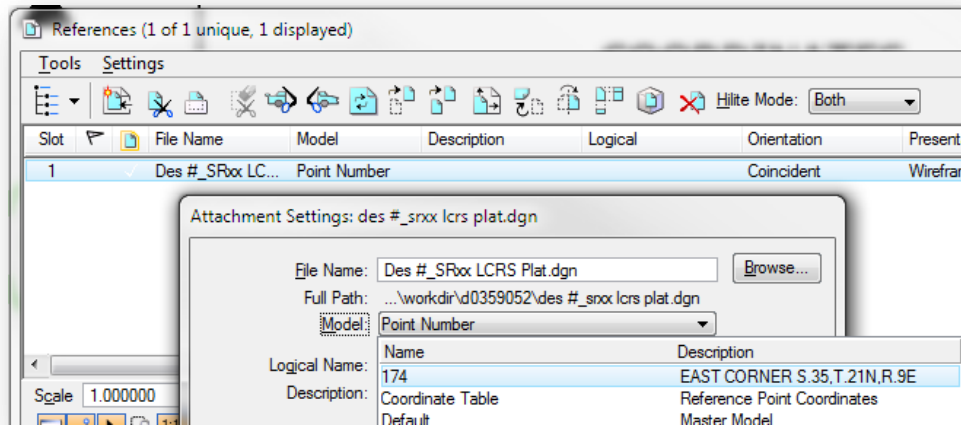 References (1 of 1 unique, 1 displayed)
Tools Settings
Hilite Mode: Both
Slot File Name Model Description Logical Orientation Present
1 Des #_SRxx LC... Point Number Coincident Wirefran
Attachment Settings: des #_srxx lcrs plat.dgn
File Name: Des #_SRxx LCRS Plat.dgn Browse...
Full Path: ...\workdir\d0359052\des #_srxx lcrs plat.dgn
Model: Point Number
Name Description
Logical Name: 174 EAST CORNER S.35,T.21N,R.9E
Scale 1.000000 Description: Coordinate Table Reference Point Coordinates
1:1 Default Master Model